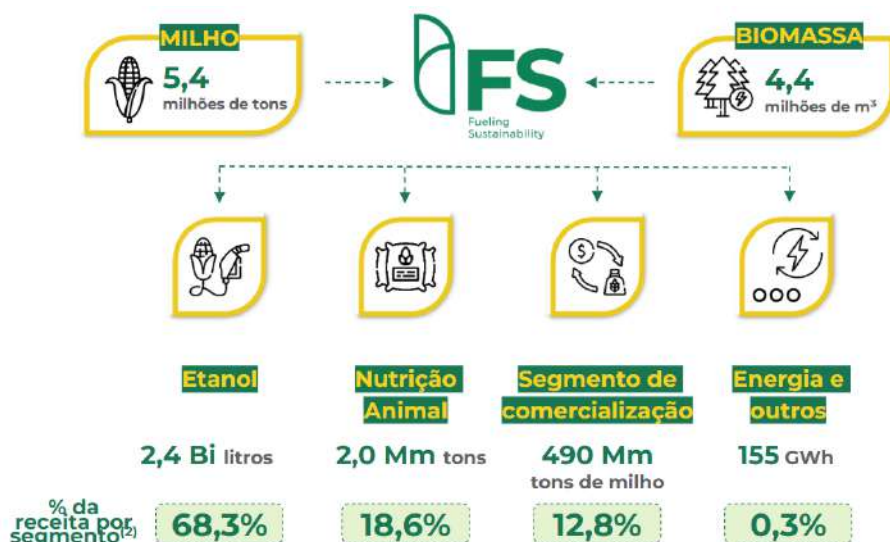 MILHO
5,4
milhões de tons
FS
Fueling
Sustainability
BIOMASSA
4,4
milhões de m³
Etanol
Nutrição
Animal
Segmento de
comercialização
Energia e
outros
2,4 Bi litros
2,0 Mm tons
490 Mm
tons de milho
155 GWh
% da
receita por
segmento(2)
68,3%
18,6%
12,8%
0,3%